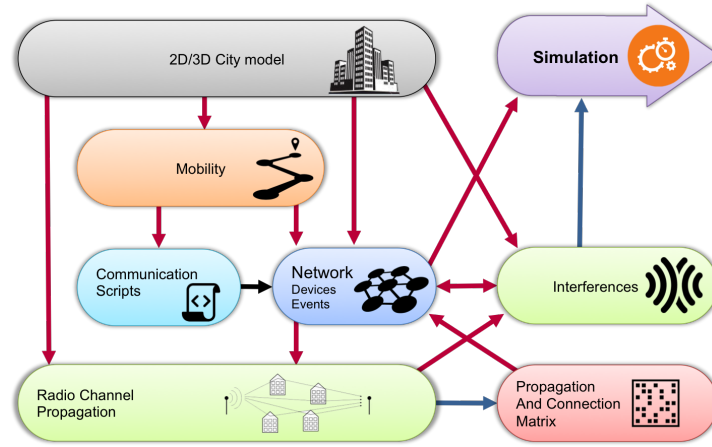 2D/3D City model
Simulation
Mobility
Communication
Scripts
Network
Devices
Events
Interferences
Radio Channel
Propagation
Propagation
And Connection
Matrix